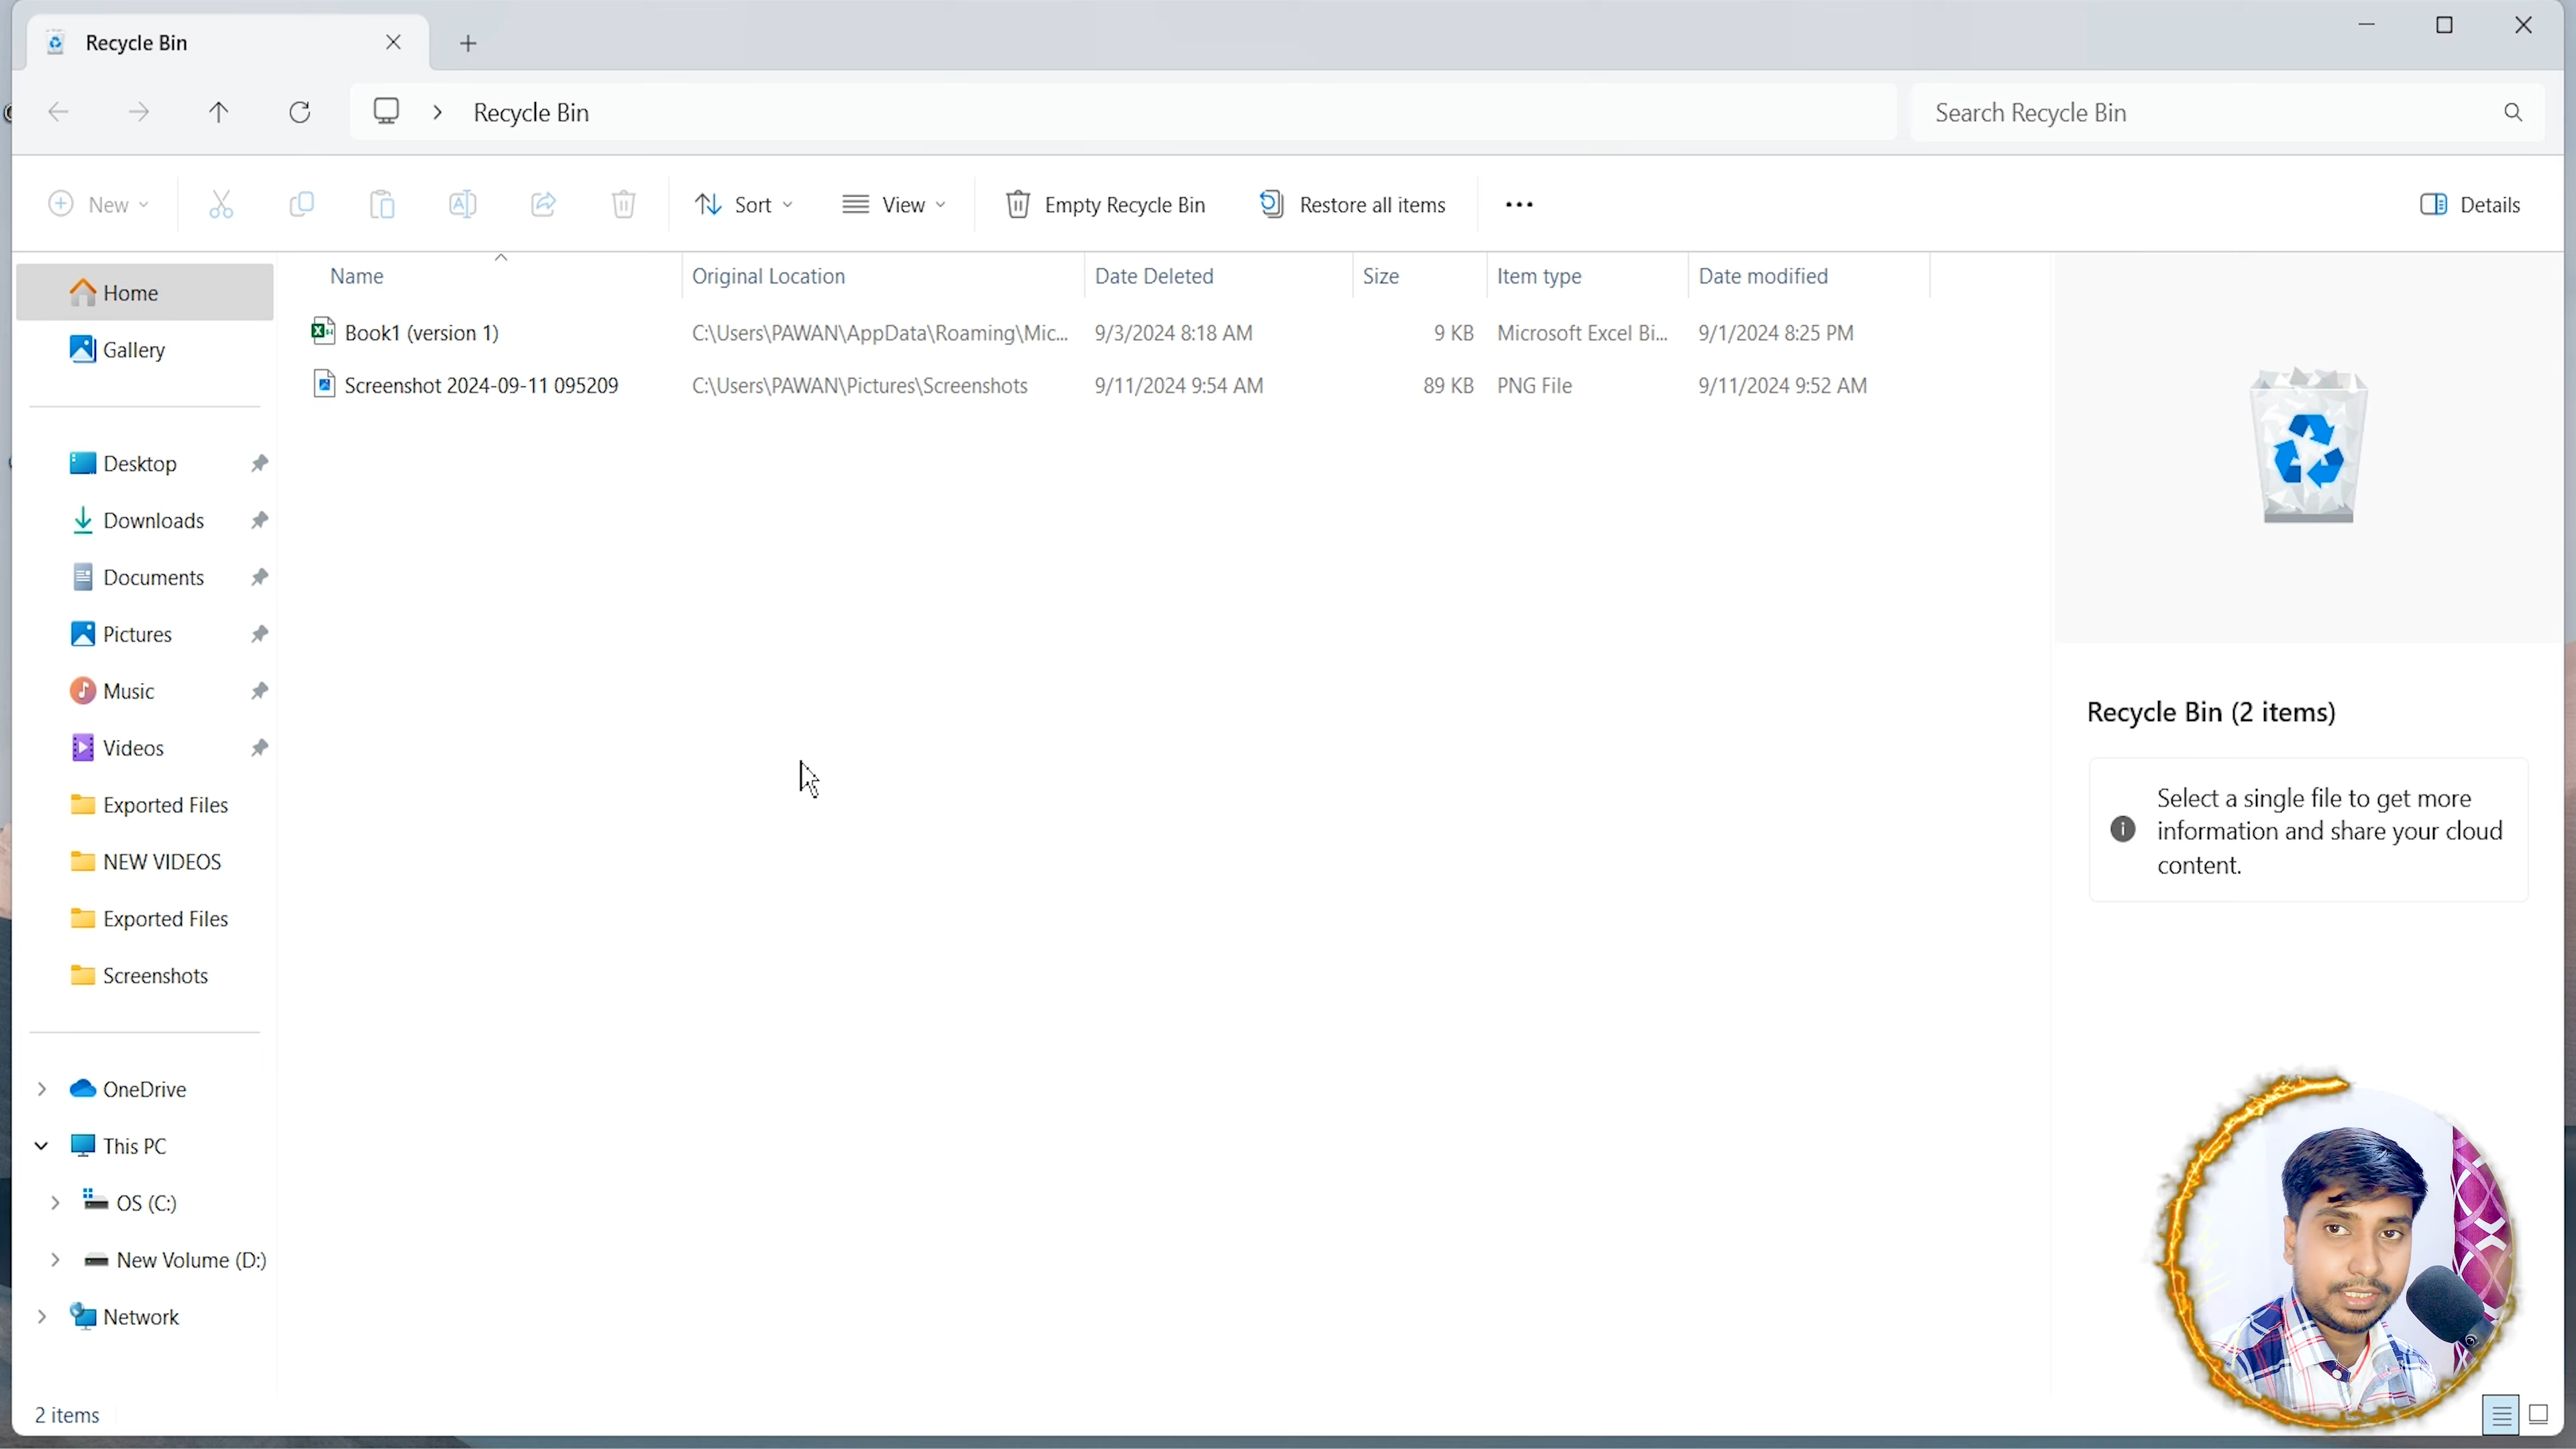 Recycle Bin
Recycle Bin
Search Recycle Bin
New
Sort
View
Empty Recycle Bin
Restore all items
Details
Name Original Location Date Deleted Size Item type Date modified
Book1 (version 1) C:\Users\PAWAN\AppData\Roaming\Mic... 9/3/2024 8:18 AM 9 KB Microsoft Excel Bi... 9/1/2024 8:25 PM
Screenshot 2024-09-11 095209 C:\Users\PAWAN\Pictures\Screenshots 9/11/2024 9:54 AM 89 KB PNG File 9/11/2024 9:52 AM
Home
Gallery
Desktop
Downloads
Documents
Pictures
Music
Videos
Exported Files
NEW VIDEOS
Exported Files
Screenshots
OneDrive
This PC
OS (C:)
New Volume (D:)
Network
Recycle Bin (2 items)
Select a single file to get more
information and share your cloud
content.
2 items